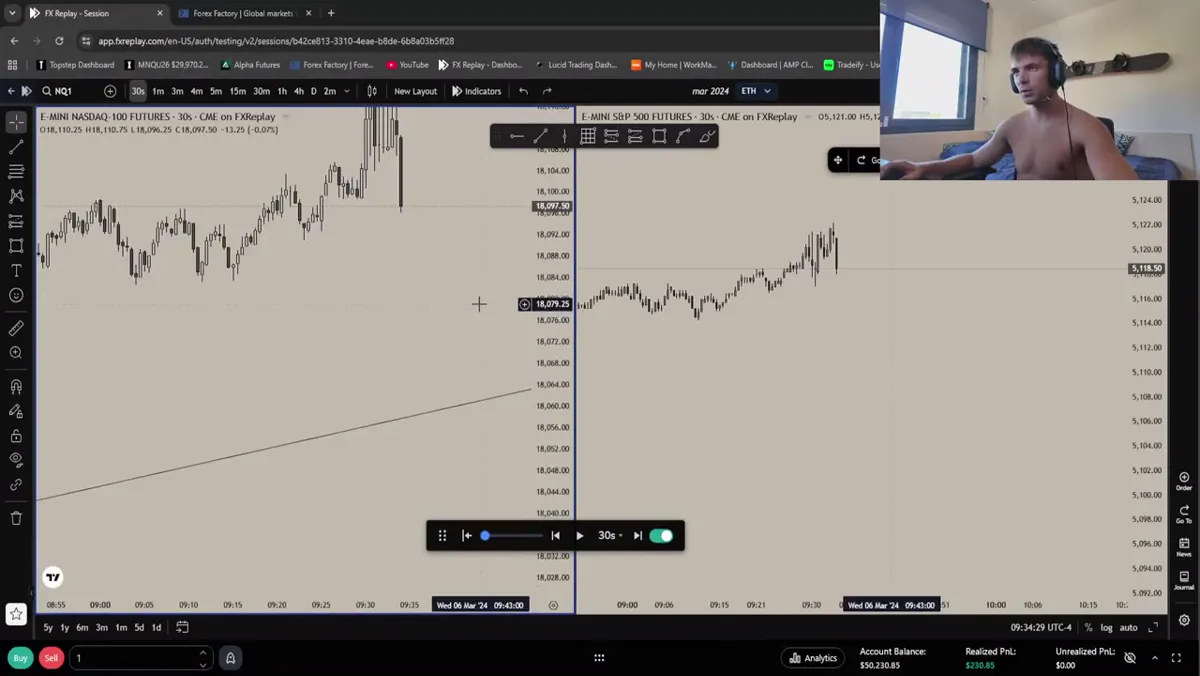 FX Replay - Session
Forex Factory | Global markets
app.fxreplay.com/en-US/auth/testing/v2/sessions/b42ce813-3310-4eae-b8de-6b8a03b5ff28
Topstep Dashboard
MNQU26 $29,970.2...
Alpha Futures
Forex Factory | Fore...
YouTube
FX Replay - Dashbo...
Lucid Trading Dash...
My Home | WorkMa...
Dashboard | AMP Cl...
Tradeify - Use
NQ1
30s 1m 3m 4m 5m 15m 30m 1h 4h D 2m
New Layout
Indicators
mar 2024
ETH
E-MINI NASDAQ-100 FUTURES · 30s · CME on FXReplay
O18,110.25 H18,110.75 L18,096.25 C18,097.50 -13.25 (-0.07%)
E-MINI S&P 500 FUTURES · 30s · CME on FXReplay
O5,121.00 H5,12
Go
18,108.00
18,104.00
18,100.00
18,097.50
18,096.00
18,092.00
18,088.00
18,084.00
18,079.25
18,076.00
18,072.00
18,068.00
18,064.00
18,060.00
18,056.00
18,052.00
18,048.00
18,044.00
18,040.00
18,032.00
18,028.00
5,124.00
5,122.00
5,120.00
5,118.50
5,116.00
5,114.00
5,112.00
5,110.00
5,108.00
5,106.00
5,104.00
5,102.00
5,100.00
5,098.00
5,096.00
5,094.00
5,092.00
Order
Go To
News
Journal
30s
08:55 09:00 09:05 09:10 09:15 09:20 09:25 09:30 09:35 Wed 06 Mar '24 09:43:00
09:00 09:06 09:15 09:21 09:30 Wed 06 Mar '24 09:43:00 :51 10:00 10:06 10:15 10:
5y 1y 6m 3m 1m 5d 1d
09:34:29 UTC-4 % log auto
Buy
Sell
1
Analytics
Account Balance:
$50,230.85
Realized PnL:
$230.85
Unrealized PnL:
$0.00